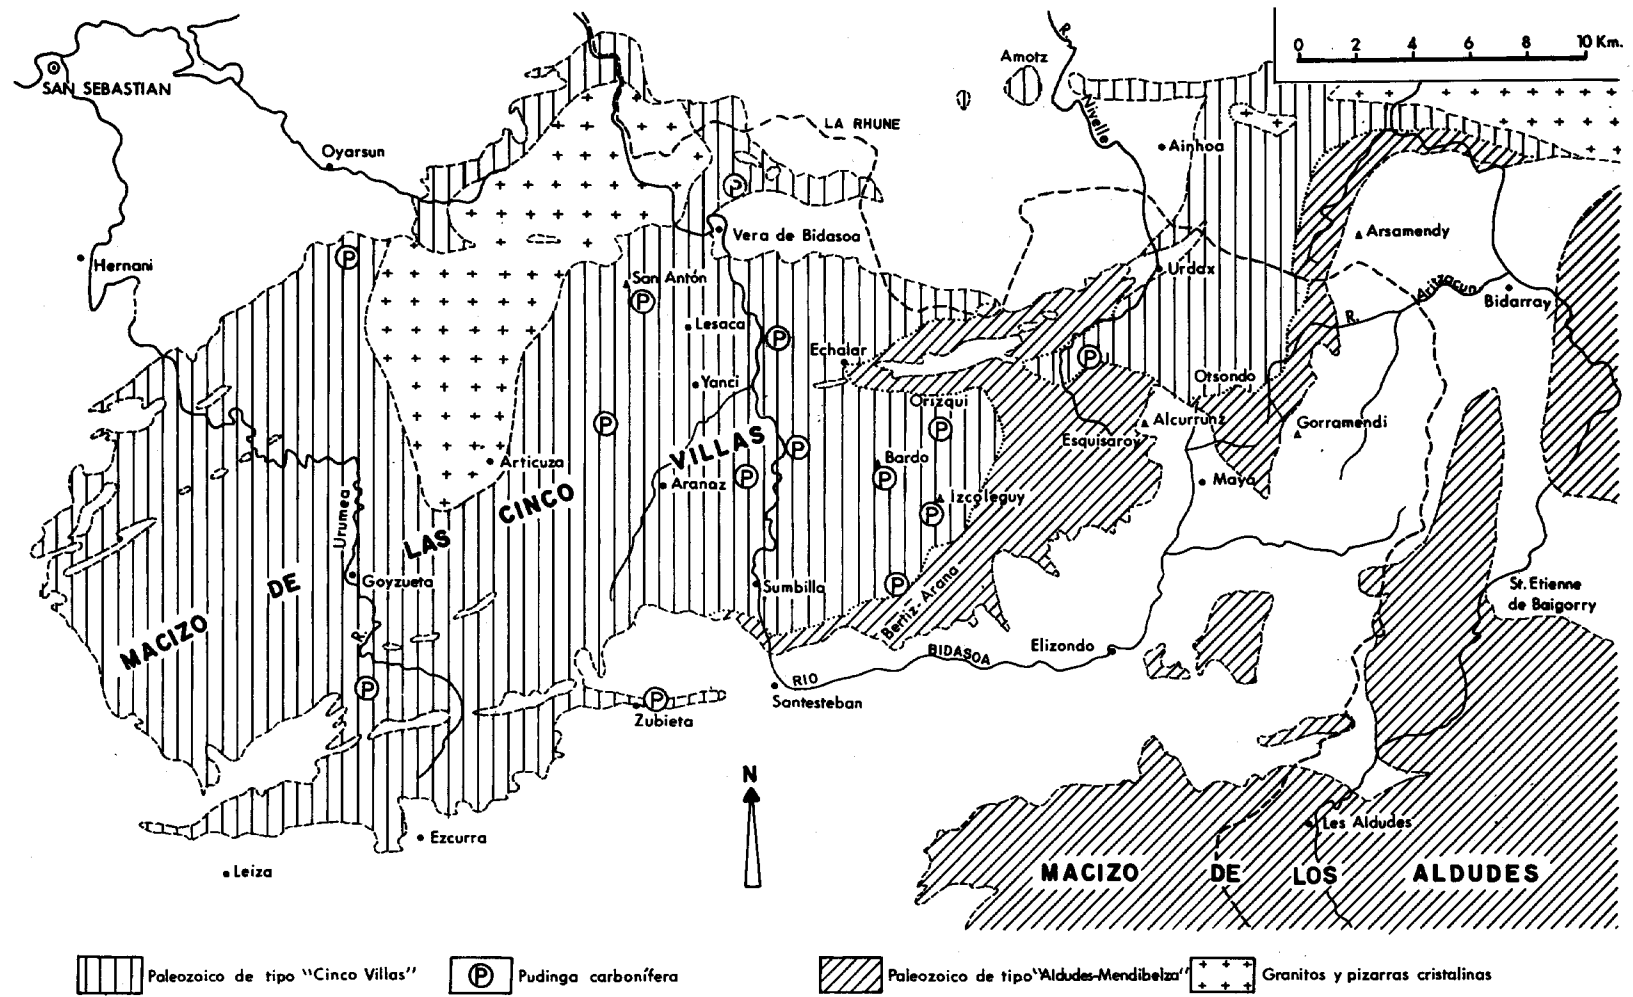 0 2 4 6 8 10 Km.
R.
Amotz
SAN SEBASTIAN
Nivelle
LA RHUNE
Oyarsun
Ainhoa
P
Vera de Bidasoa
Arsamendy
Hernani
P
San Antón
Urdax
P
Aritzacun
Bidarray
R.
Lesaca
P
Echalar
P
Yanci
Otsondo
Orizqui
P
P
Alcurrunz
Gorramendi
Esquisaroy
VILLAS
P
Articuza
Bardo
P
P
Aranaz
Maya
CINCO
Izcoleguy
P
Urumea
LAS
Goyzueta
DE
Sumbilla
P
Bertiz-Arana
St. Etienne
de Baigorry
MACIZO
R.
Elizondo
BIDASOA
RIO
P
P
Santesteban
Zubieta
N
Les Aldudes
Ezcurra
Leiza
MACIZO DE LOS ALDUDES
Paleozoico de tipo "Cinco Villas"
P Pudinga carbonífera
Paleozoico de tipo "Aldudes-Mendibelza"
Granitos y pizarras cristalinas